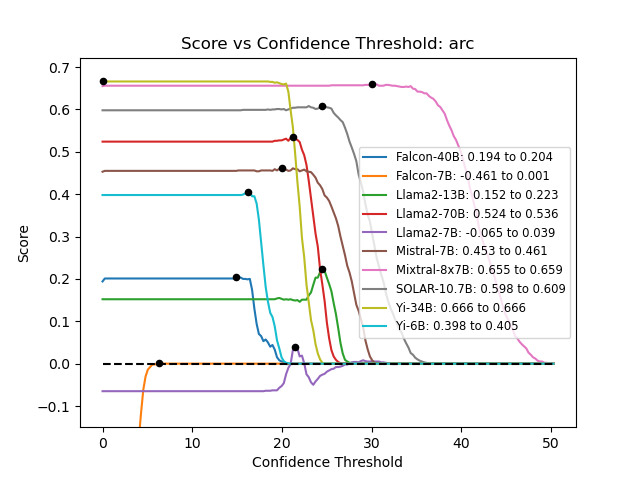 Score vs Confidence Threshold: arc
0.7
0.6
0.5
0.4
0.3
0.2
0.1
0.0
−0.1
Score
Falcon-40B: 0.194 to 0.204
Falcon-7B: -0.461 to 0.001
Llama2-13B: 0.152 to 0.223
Llama2-70B: 0.524 to 0.536
Llama2-7B: -0.065 to 0.039
Mistral-7B: 0.453 to 0.461
Mixtral-8x7B: 0.655 to 0.659
SOLAR-10.7B: 0.598 to 0.609
Yi-34B: 0.666 to 0.666
Yi-6B: 0.398 to 0.405
0 10 20 30 40 50
Confidence Threshold